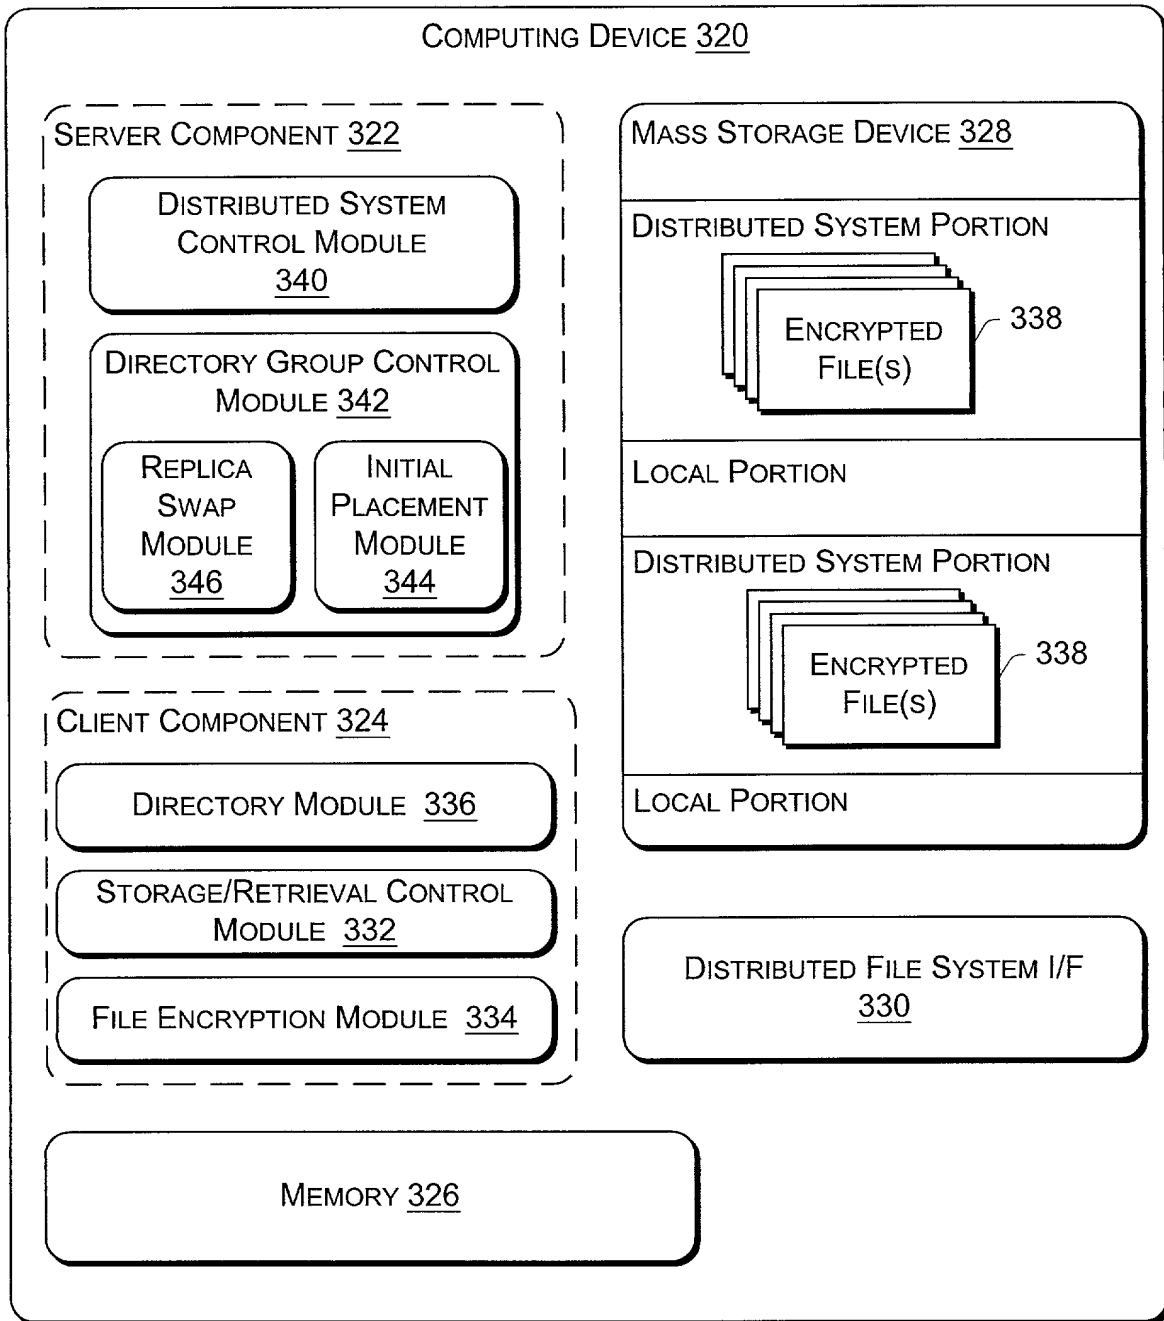 COMPUTING DEVICE 320
SERVER COMPONENT 322
DISTRIBUTED SYSTEM
CONTROL MODULE
340
DIRECTORY GROUP CONTROL
MODULE 342
REPLICA
SWAP
MODULE
346
INITIAL
PLACEMENT
MODULE
344
CLIENT COMPONENT 324
DIRECTORY MODULE 336
STORAGE/RETRIEVAL CONTROL
MODULE 332
FILE ENCRYPTION MODULE 334
MEMORY 326
MASS STORAGE DEVICE 328
DISTRIBUTED SYSTEM PORTION
ENCRYPTED
FILE(S)
338
LOCAL PORTION
DISTRIBUTED SYSTEM PORTION
ENCRYPTED
FILE(S)
338
LOCAL PORTION
DISTRIBUTED FILE SYSTEM I/F
330